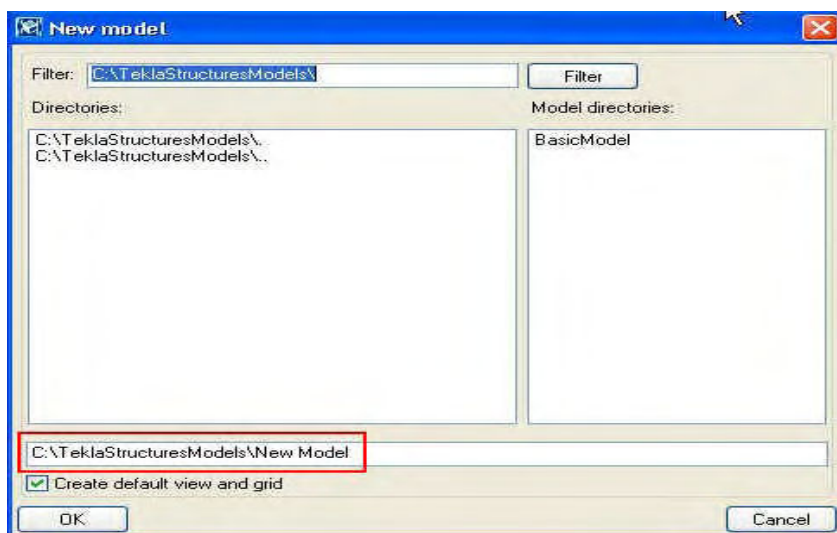 New model
Filter: C:\TeklaStructuresModels\ Filter
Directories: Model directories:
C:\TeklaStructuresModels\. BasicModel
C:\TeklaStructuresModels\..
C:\TeklaStructuresModels\New Model
Create default view and grid
OK Cancel